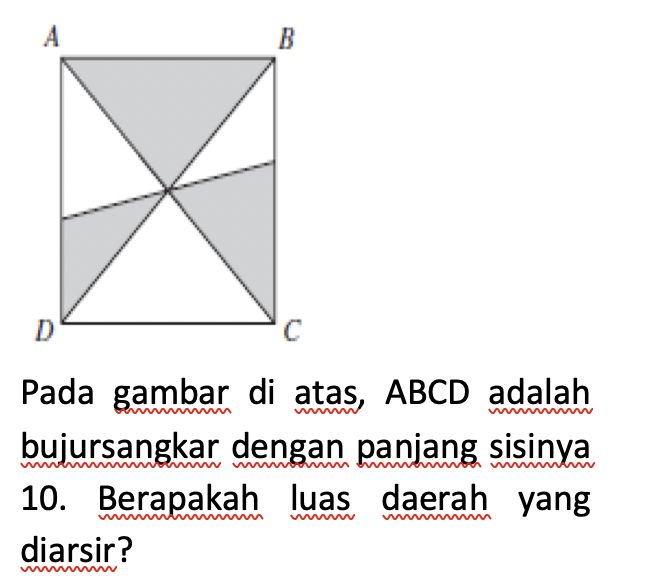 A B
D C
Pada gambar di atas, ABCD adalah
bujursangkar dengan panjang sisinya
10. Berapakah luas daerah yang
diarsir?